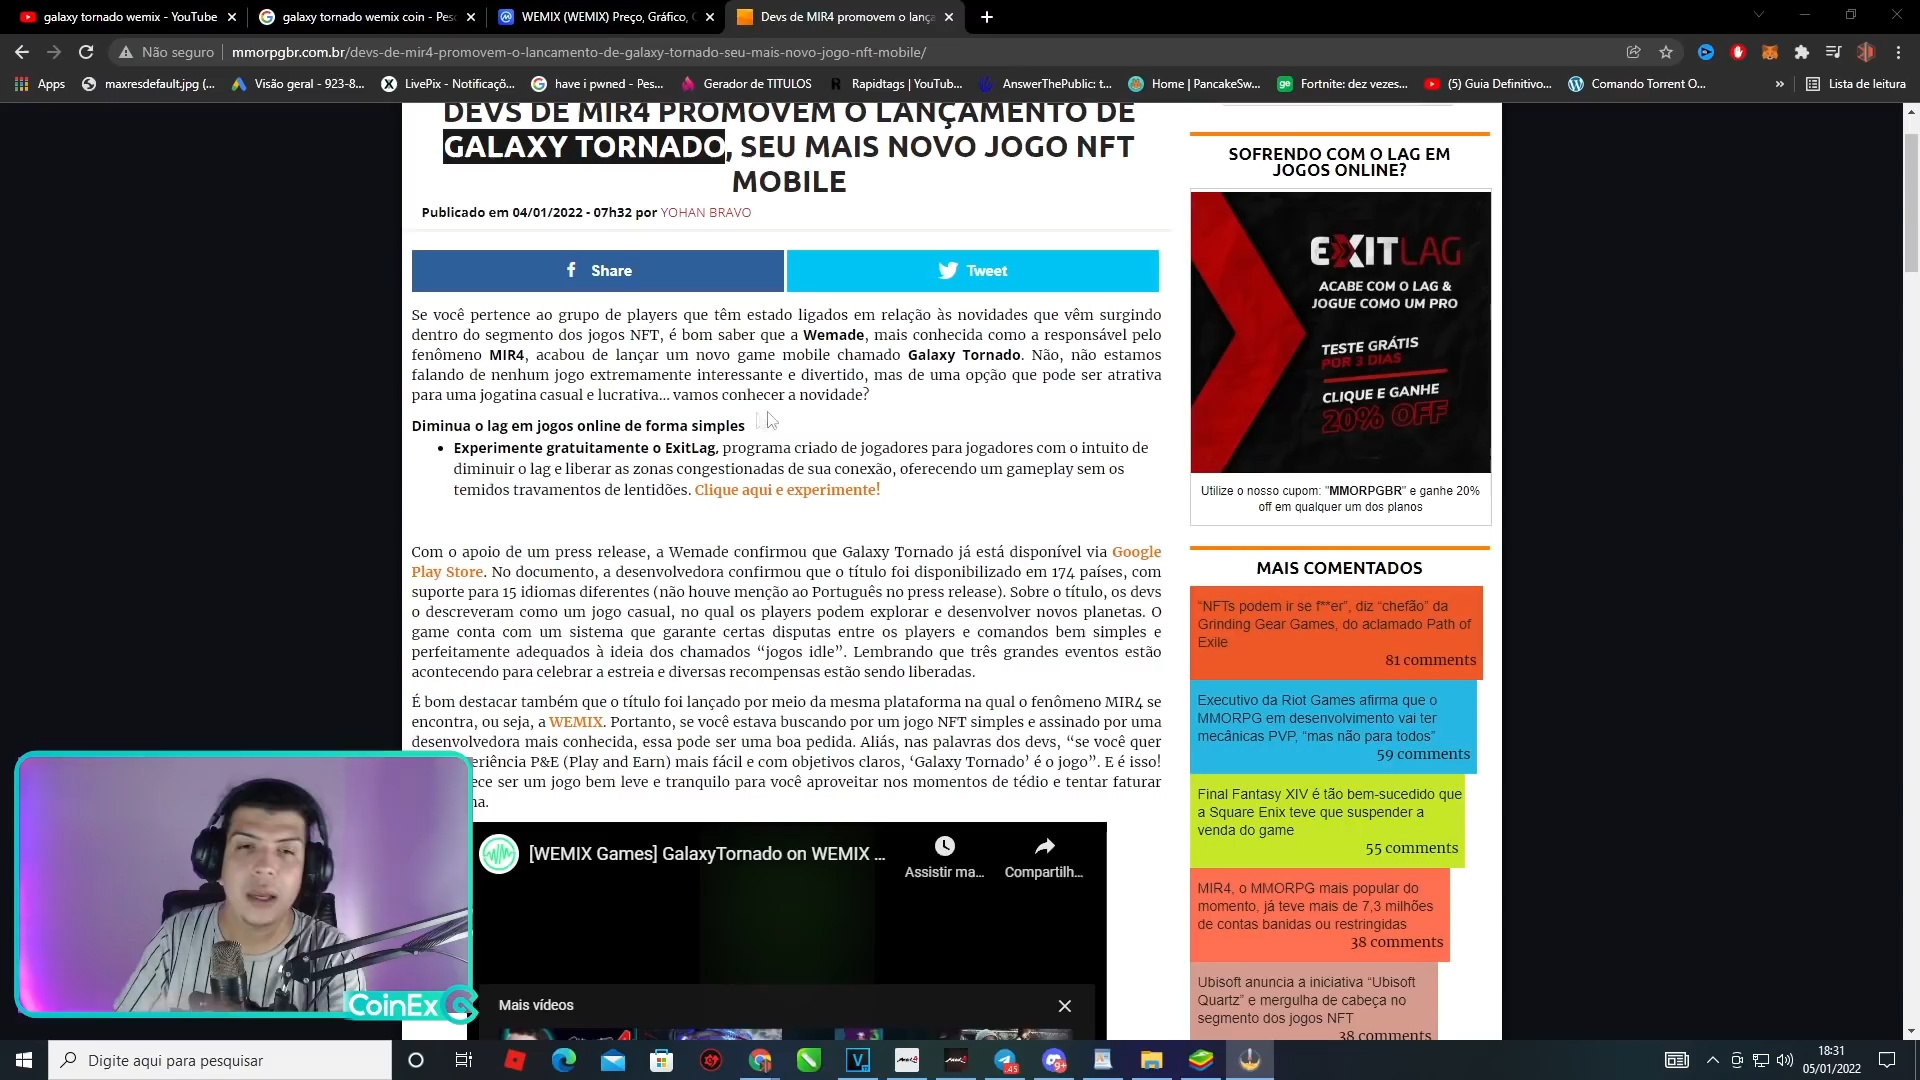 galaxy tornado wemix - YouTube
galaxy tornado wemix coin - Pesc
WEMIX (WEMIX) Preço, Gráfico,
Devs de MIR4 promovem o lança
Não seguro
mmorpgbr.com.br/devs-de-mir4-promovem-o-lancamento-de-galaxy-tornado-seu-mais-novo-jogo-nft-mobile/
Apps
maxresdefault.jpg (...
Visão geral - 923-8...
LivePix - Notificaçõ...
have i pwned - Pes...
Gerador de TITULOS
Rapidtags | YouTub...
AnswerThePublic: t...
Home | PancakeSw...
Fortnite: dez vezes...
(5) Guia Definitivo...
Comando Torrent O...
»
Lista de leitura
DEVS DE MIR4 PROMOVEM O LANÇAMENTO DE
GALAXY TORNADO, SEU MAIS NOVO JOGO NFT
MOBILE
Publicado em 04/01/2022 - 07h32 por YOHAN BRAVO
Share
Tweet
Se você pertence ao grupo de players que têm estado ligados em relação às novidades que vêm surgindo
dentro do segmento dos jogos NFT, é bom saber que a Wemade, mais conhecida como a responsável pelo
fenômeno MIR4, acabou de lançar um novo game mobile chamado Galaxy Tornado. Não, não estamos
falando de nenhum jogo extremamente interessante e divertido, mas de uma opção que pode ser atrativa
para uma jogatina casual e lucrativa... vamos conhecer a novidade?
Diminua o lag em jogos online de forma simples
• Experimente gratuitamente o ExitLag, programa criado de jogadores para jogadores com o intuito de
diminuir o lag e liberar as zonas congestionadas de sua conexão, oferecendo um gameplay sem os
temidos travamentos de lentidões. Clique aqui e experimente!
Com o apoio de um press release, a Wemade confirmou que Galaxy Tornado já está disponível via Google
Play Store. No documento, a desenvolvedora confirmou que o título foi disponibilizado em 174 países, com
suporte para 15 idiomas diferentes (não houve menção ao Português no press release). Sobre o título, os devs
o descreveram como um jogo casual, no qual os players podem explorar e desenvolver novos planetas. O
game conta com um sistema que garante certas disputas entre os players e comandos bem simples e
perfeitamente adequados à ideia dos chamados “jogos idle”. Lembrando que três grandes eventos estão
acontecendo para celebrar a estreia e diversas recompensas estão sendo liberadas.
É bom destacar também que o título foi lançado por meio da mesma plataforma na qual o fenômeno MIR4 se
encontra, ou seja, a WEMIX. Portanto, se você estava buscando por um jogo NFT simples e assinado por uma
desenvolvedora mais conhecida, essa pode ser uma boa pedida. Aliás, nas palavras dos devs, “se você quer
eriência P&E (Play and Earn) mais fácil e com objetivos claros, ‘Galaxy Tornado’ é o jogo”. E é isso!
ece ser um jogo bem leve e tranquilo para você aproveitar nos momentos de tédio e tentar faturar
na.
[WEMIX Games] GalaxyTornado on WEMIX ...
Assistir ma...
Compartilh...
Mais vídeos
SOFRENDO COM O LAG EM
JOGOS ONLINE?
EXITLAG
ACABE COM O LAG &
JOGUE COMO UM PRO
TESTE GRÁTIS
POR 3 DIAS
CLIQUE E GANHE
20% OFF
Utilize o nosso cupom: "MMORPGBR" e ganhe 20%
off em qualquer um dos planos
MAIS COMENTADOS
“NFTs podem ir se f**er”, diz “chefão” da
Grinding Gear Games, do aclamado Path of
Exile
81 comments
Executivo da Riot Games afirma que o
MMORPG em desenvolvimento vai ter
mecânicas PVP, “mas não para todos”
59 comments
Final Fantasy XIV é tão bem-sucedido que
a Square Enix teve que suspender a
venda do game
55 comments
MIR4, o MMORPG mais popular do
momento, já teve mais de 7,3 milhões
de contas banidas ou restringidas
38 comments
Ubisoft anuncia a iniciativa “Ubisoft
Quartz” e mergulha de cabeça no
segmento dos jogos NFT
38 comments
CoinEx
Digite aqui para pesquisar
18:31
05/01/2022